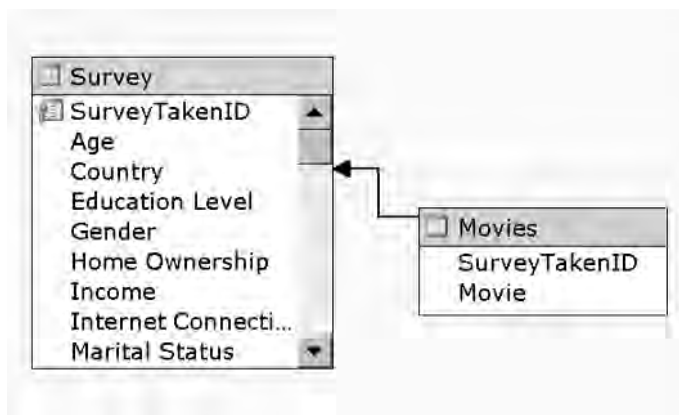 Survey
SurveyTakenID
Age
Country
Education Level
Gender
Home Ownership
Income
Internet Connecti...
Marital Status
Movies
SurveyTakenID
Movie